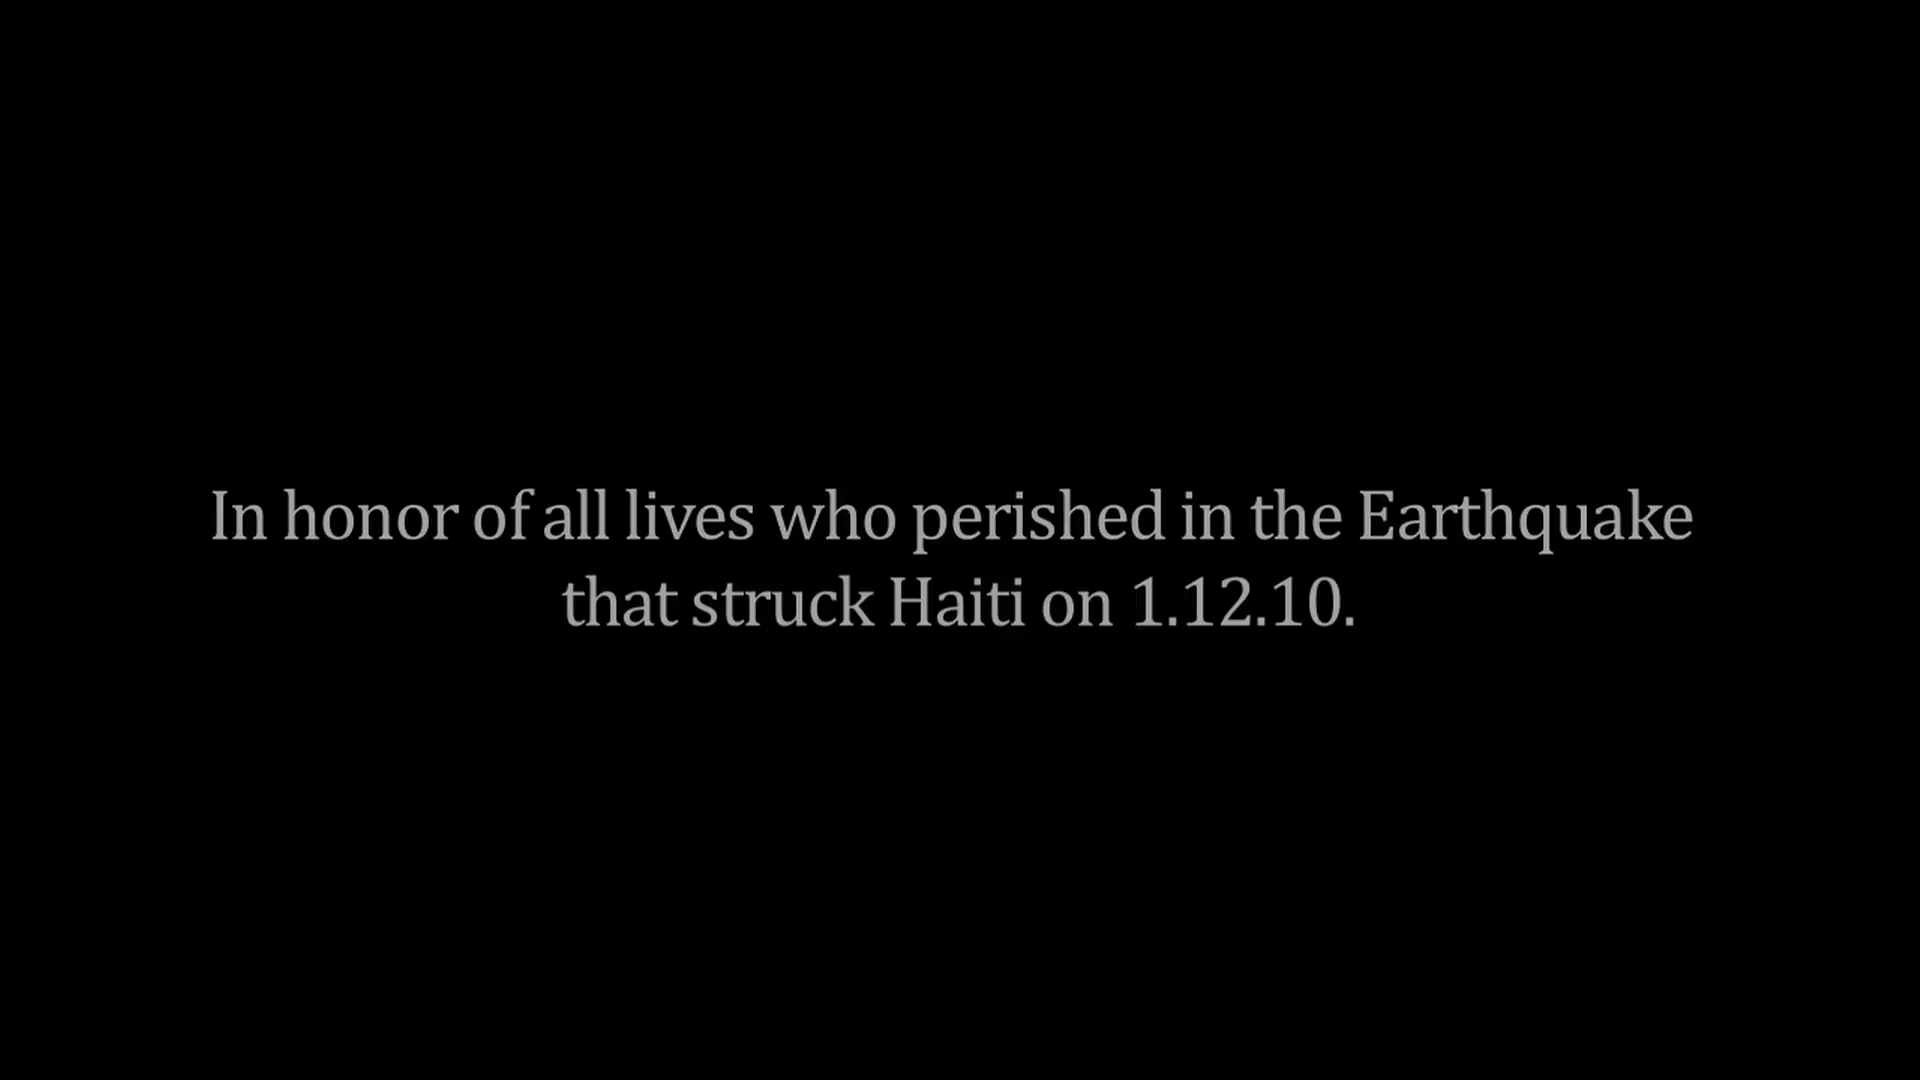 In honor of all lives who perished in the Earthquake
that struck Haiti on 1.12.10.